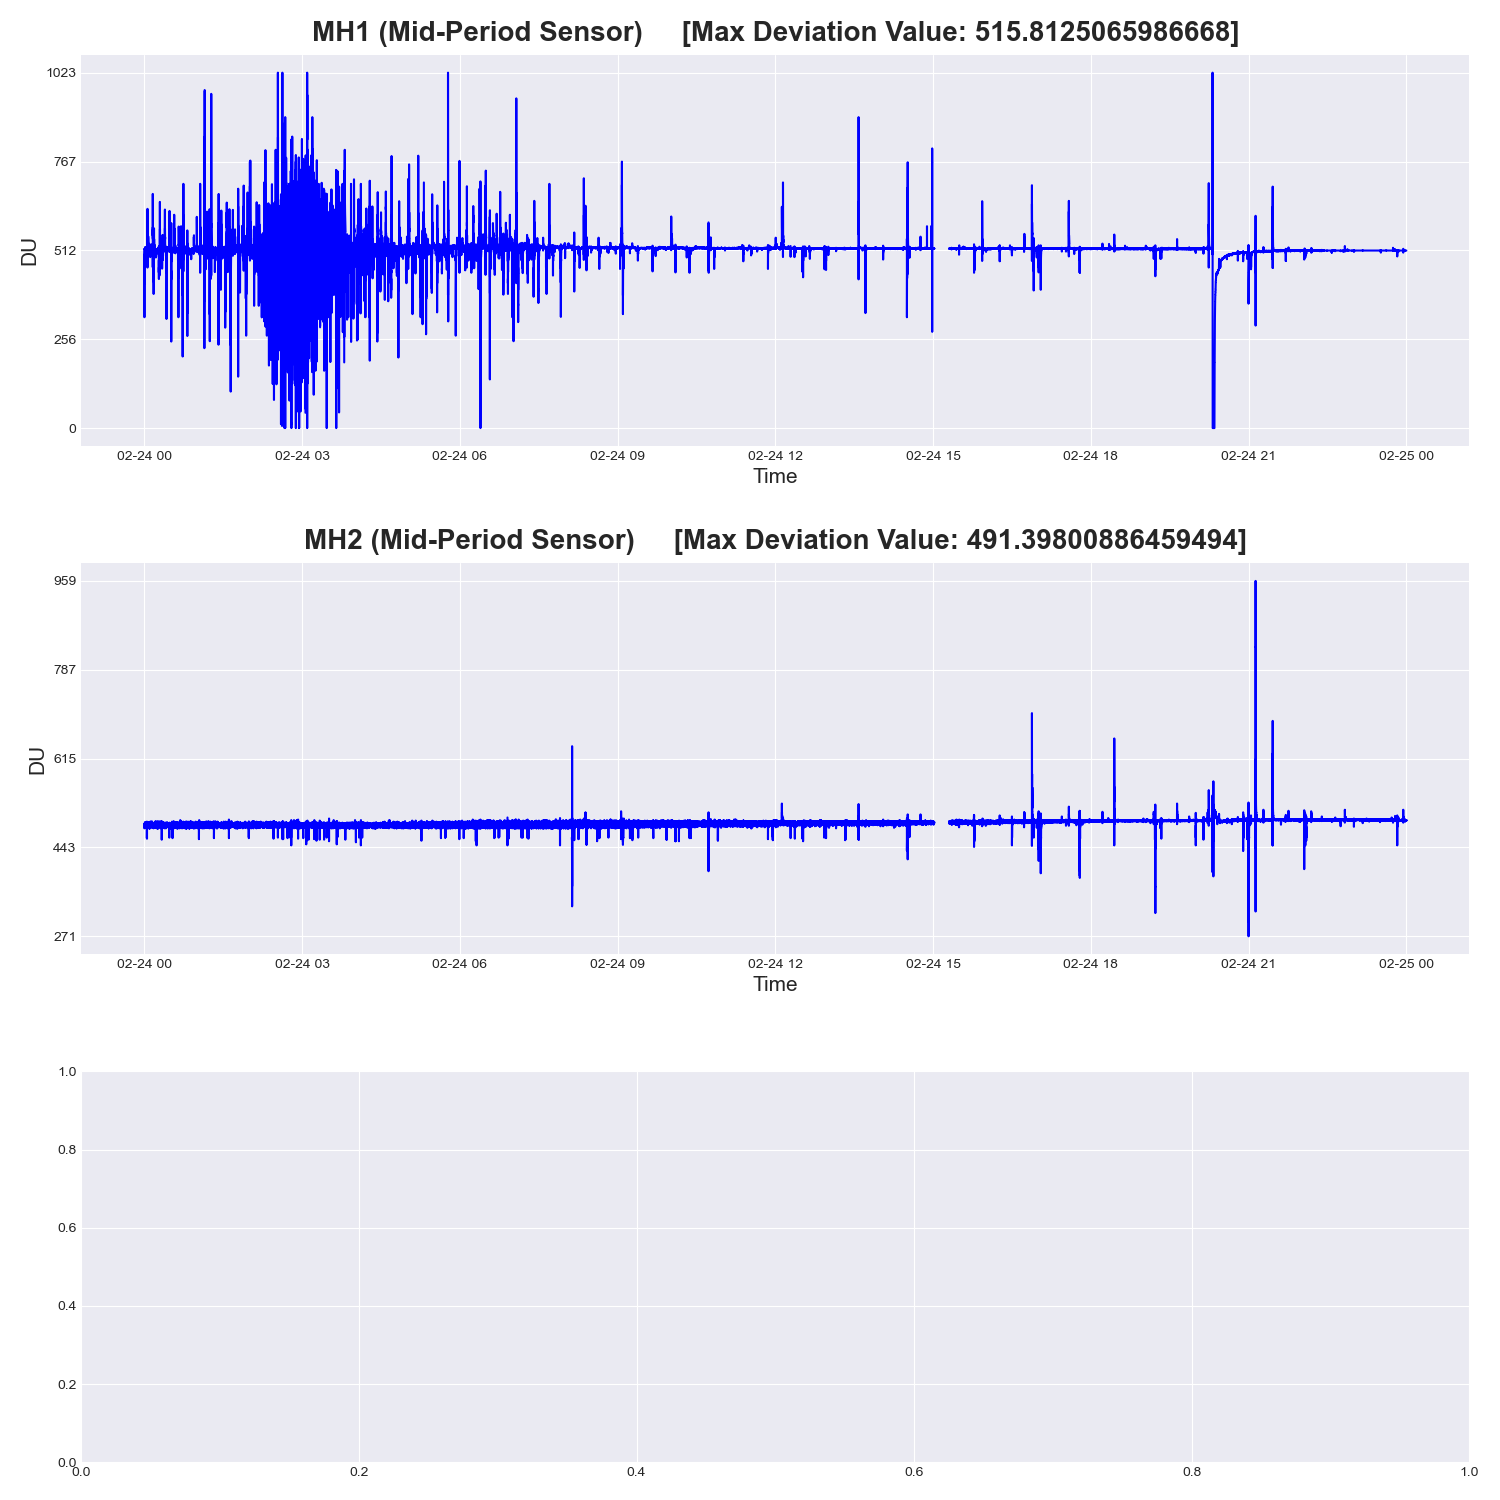 MH1 (Mid-Period Sensor) [Max Deviation Value: 515.8125065986668]
1023
767
512
256
0
DU
02-24 00 02-24 03 02-24 06 02-24 09 02-24 12 02-24 15 02-24 18 02-24 21 02-25 00
Time
MH2 (Mid-Period Sensor) [Max Deviation Value: 491.39800886459494]
959
787
615
443
271
DU
02-24 00 02-24 03 02-24 06 02-24 09 02-24 12 02-24 15 02-24 18 02-24 21 02-25 00
Time
1.0
0.8
0.6
0.4
0.2
0.0
0.0 0.2 0.4 0.6 0.8 1.0